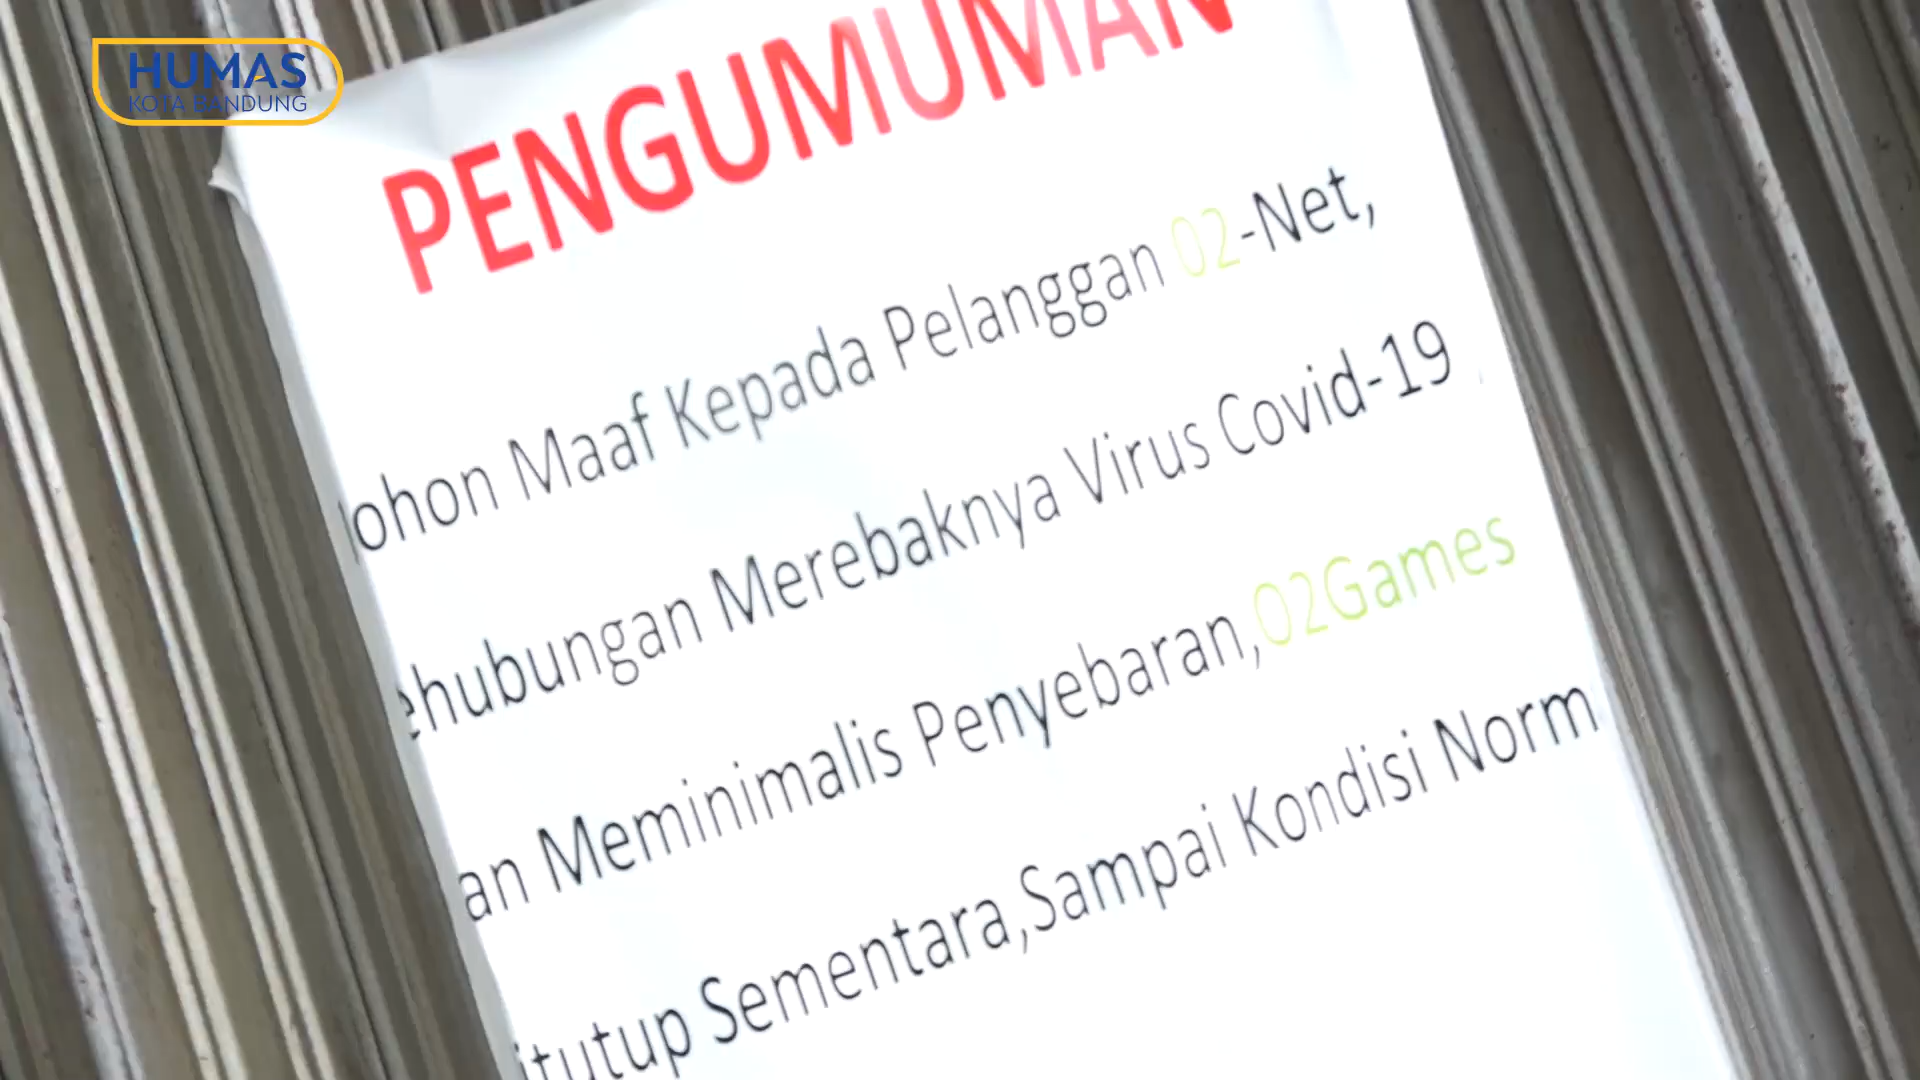 HUMAS
KOTA BANDUNG
PENGUMUMAN
ohon Maaf Kepada Pelanggan 02-Net,
ehubungan Merebaknya Virus Covid-19
an Meminimalis Penyebaran,O2Games
itutup Sementara,Sampai Kondisi Norm